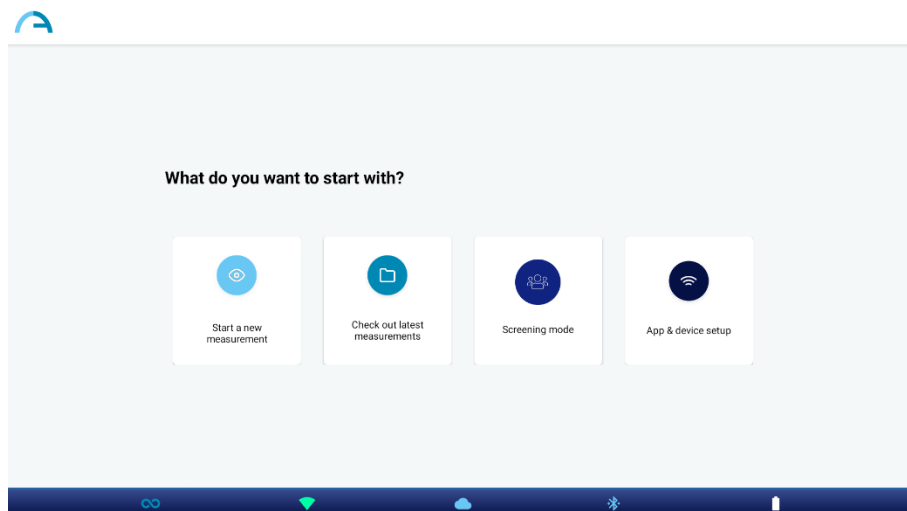 What do you want to start with?
Start a new
measurement
Check out latest
measurements
Screening mode
App & device setup